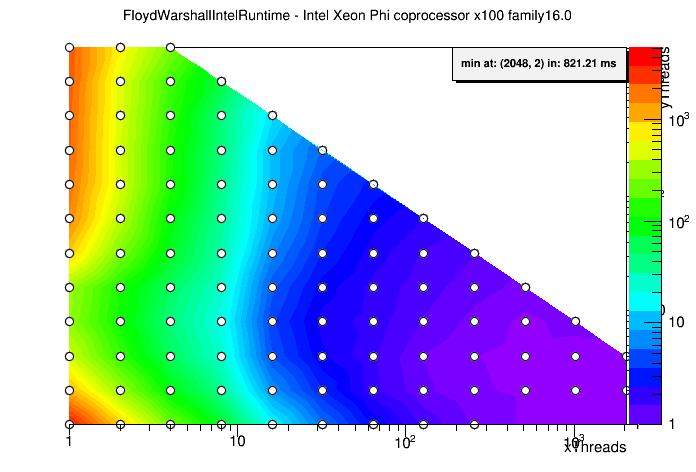 FloydWarshallIntelRuntime - Intel Xeon Phi coprocessor x100 family16.0
min at: (2048, 2) in: 821.21 ms
yThreads
10³
10²
10
1
1
10
10²
10³
xThreads